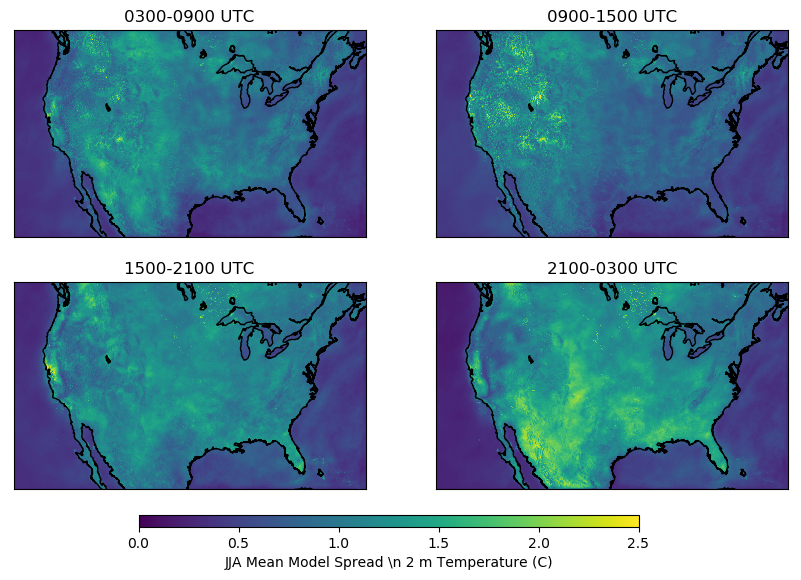 0300-0900 UTC
0900-1500 UTC
1500-2100 UTC
2100-0300 UTC
0.0 0.5 1.0 1.5 2.0 2.5
JJA Mean Model Spread \n 2 m Temperature (C)